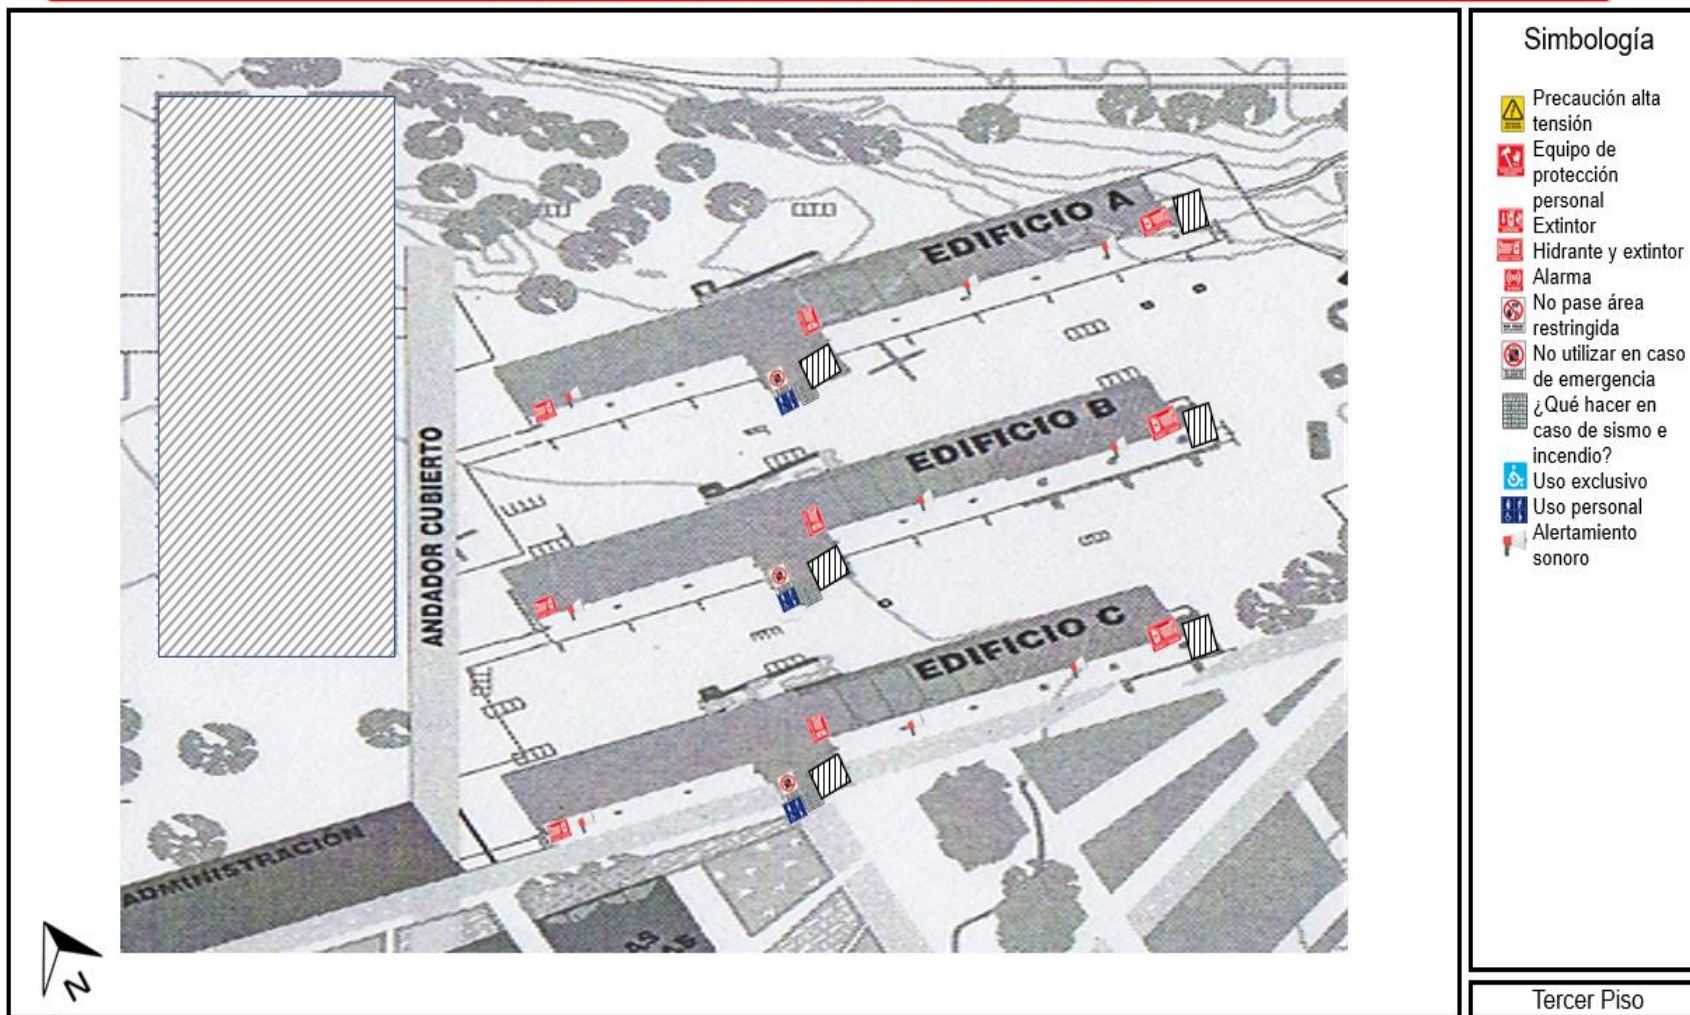 Simbología
Precaución alta
tensión
Equipo de
protección
personal
Extintor
Hidrante y extintor
Alarma
No pase área
restringida
No utilizar en caso
de emergencia
¿Qué hacer en
caso de sismo e
incendio?
Uso exclusivo
Uso personal
Alertamiento
sonoro
Tercer Piso
EDIFICIO A
EDIFICIO B
EDIFICIO C
ANDADOR CUBIERTO
ADMINISTRACIÓN
N